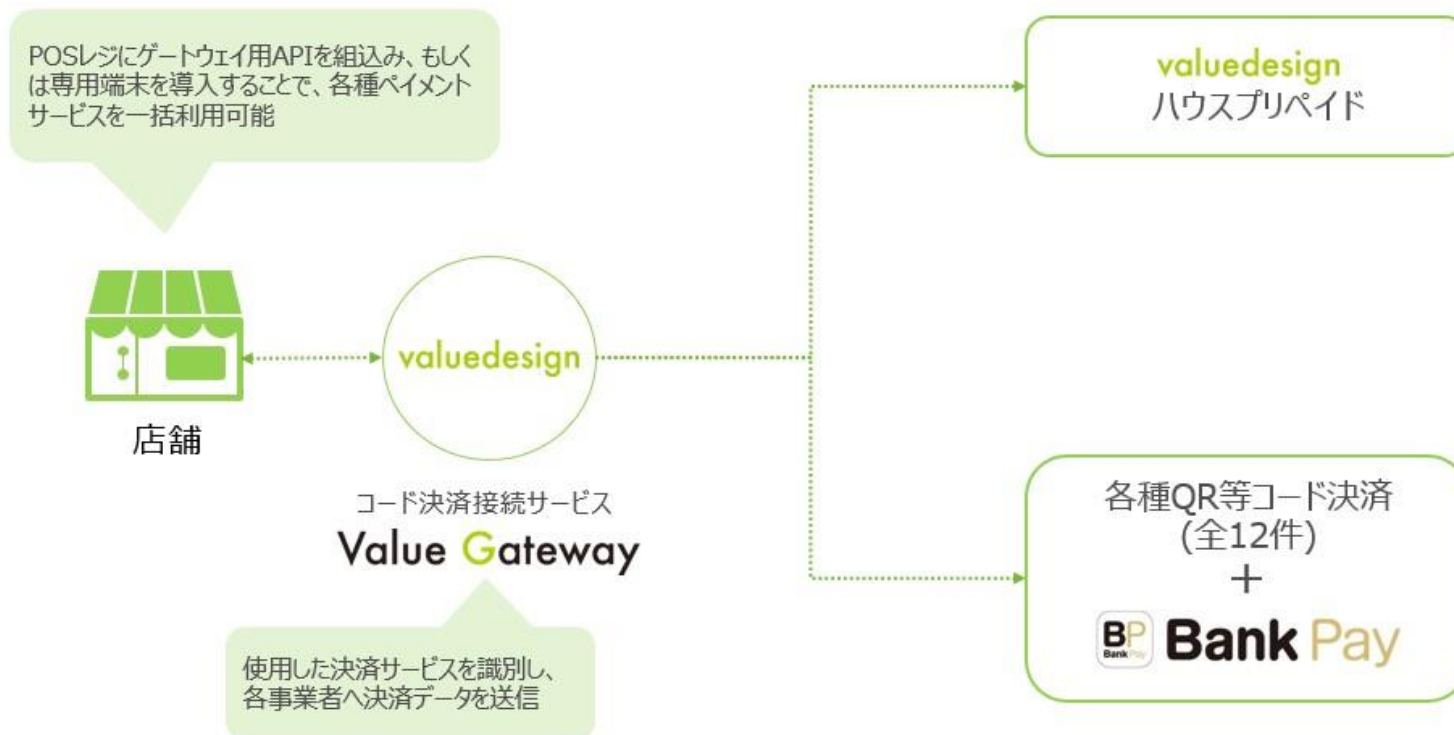 POSレジにゲートウェイ用APIを組込み、もしく
は専用端末を導入することで、各種ペイメント
サービスを一括利用可能
店舗
valuedesign
コード決済接続サービス
Value Gateway
使用した決済サービスを識別し、
各事業者へ決済データを送信
valuedesign
ハウスプリペイド
各種QR等コード決済
(全12件)
+
BP
Bank Pay
Bank Pay